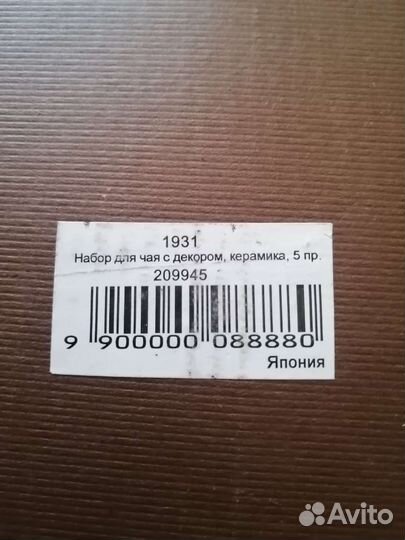 1931
Набор для чая с декором, керамика, 5 пр.
209945
9 900000 088880
Япония
Avito